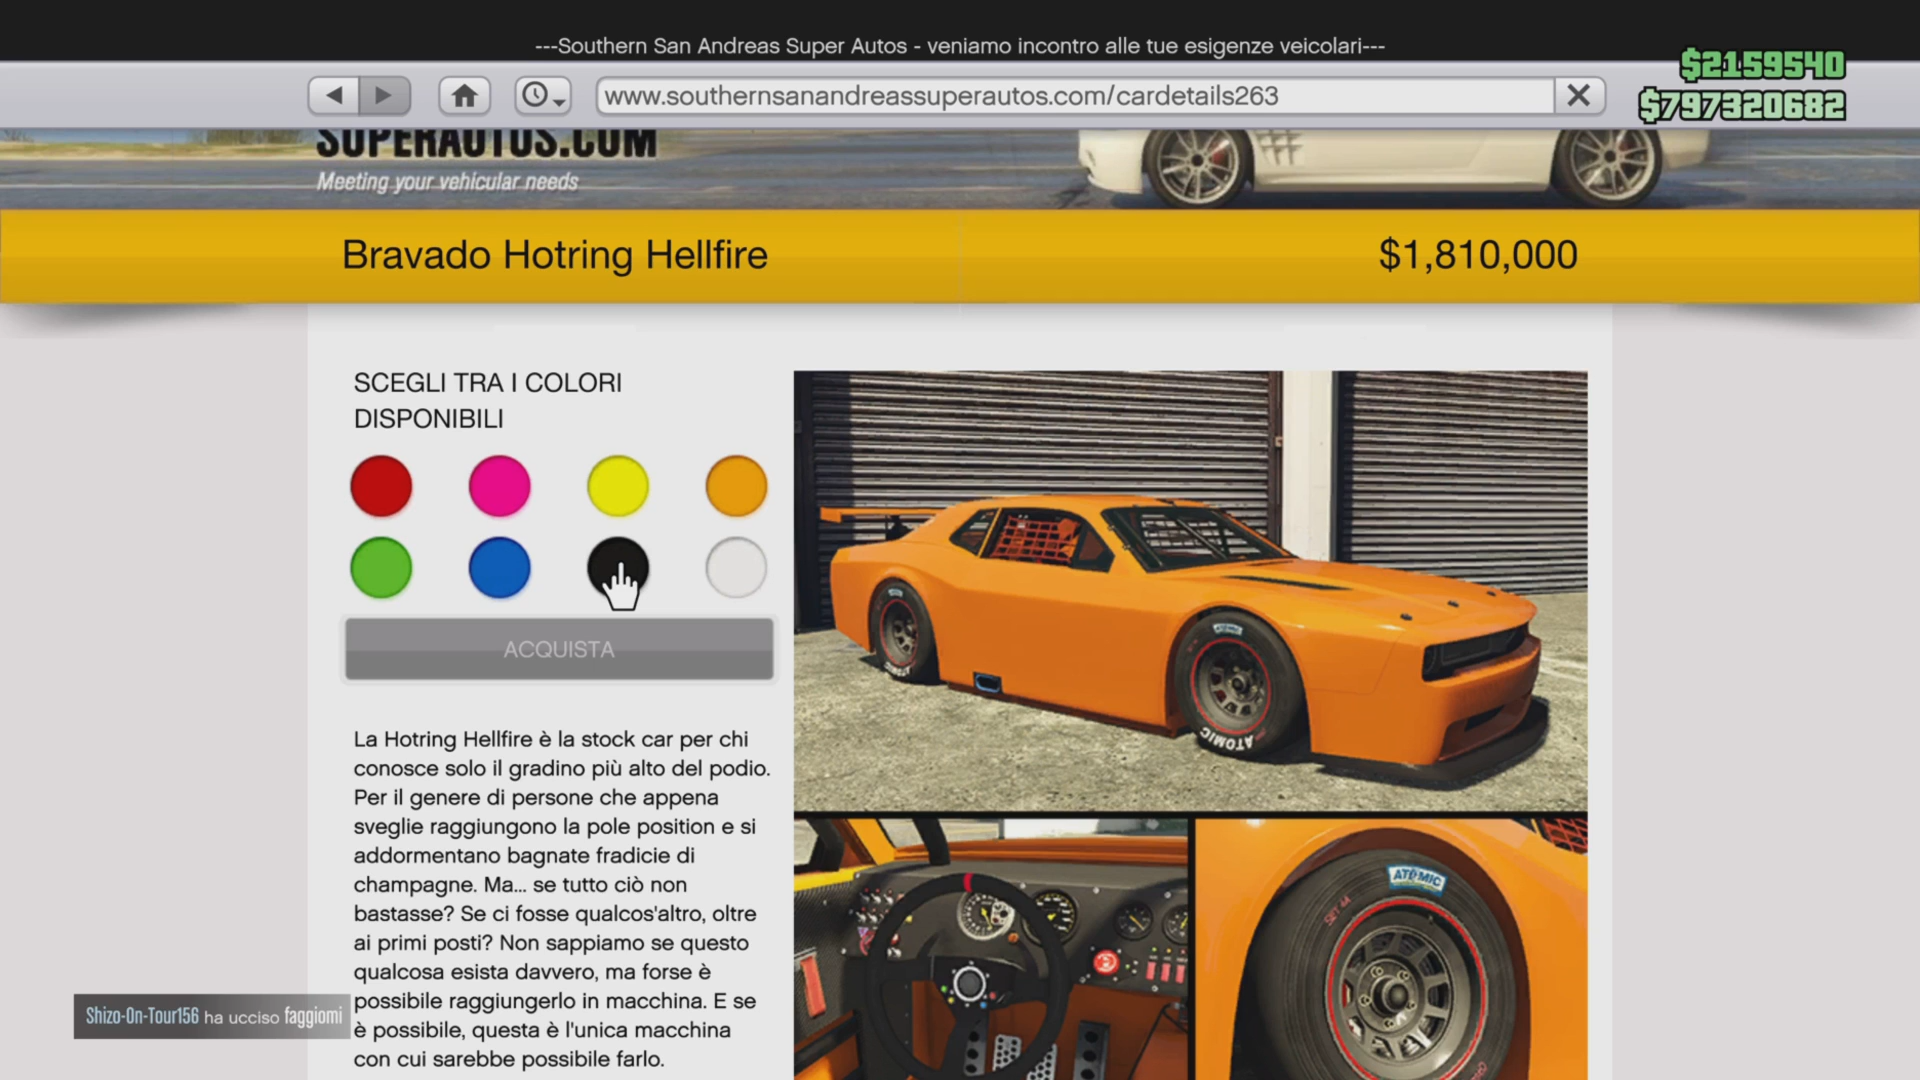 ---Southern San Andreas Super Autos - veniamo incontro alle tue esigenze veicolari---
$2159540
www.southernsanandreassuperautos.com/cardetails263
$797320682
SUPERAUTOS.COM
Meeting your vehicular needs
Bravado Hotring Hellfire
$1,810,000
SCEGLI TRA I COLORI
DISPONIBILI
ACQUISTA
La Hotring Hellfire è la stock car per chi
conosce solo il gradino più alto del podio.
Per il genere di persone che appena
sveglie raggiungono la pole position e si
addormentano bagnate fradicie di
champagne. Ma... se tutto ciò non
bastasse? Se ci fosse qualcos'altro, oltre
ai primi posti? Non sappiamo se questo
qualcosa esista davvero, ma forse è
possibile raggiungerlo in macchina. E se
è possibile, questa è l'unica macchina
con cui sarebbe possibile farlo.
Shizo-On-Tour156 ha ucciso faggiomi
ATOMIC
ATOMIC
ATOMIC